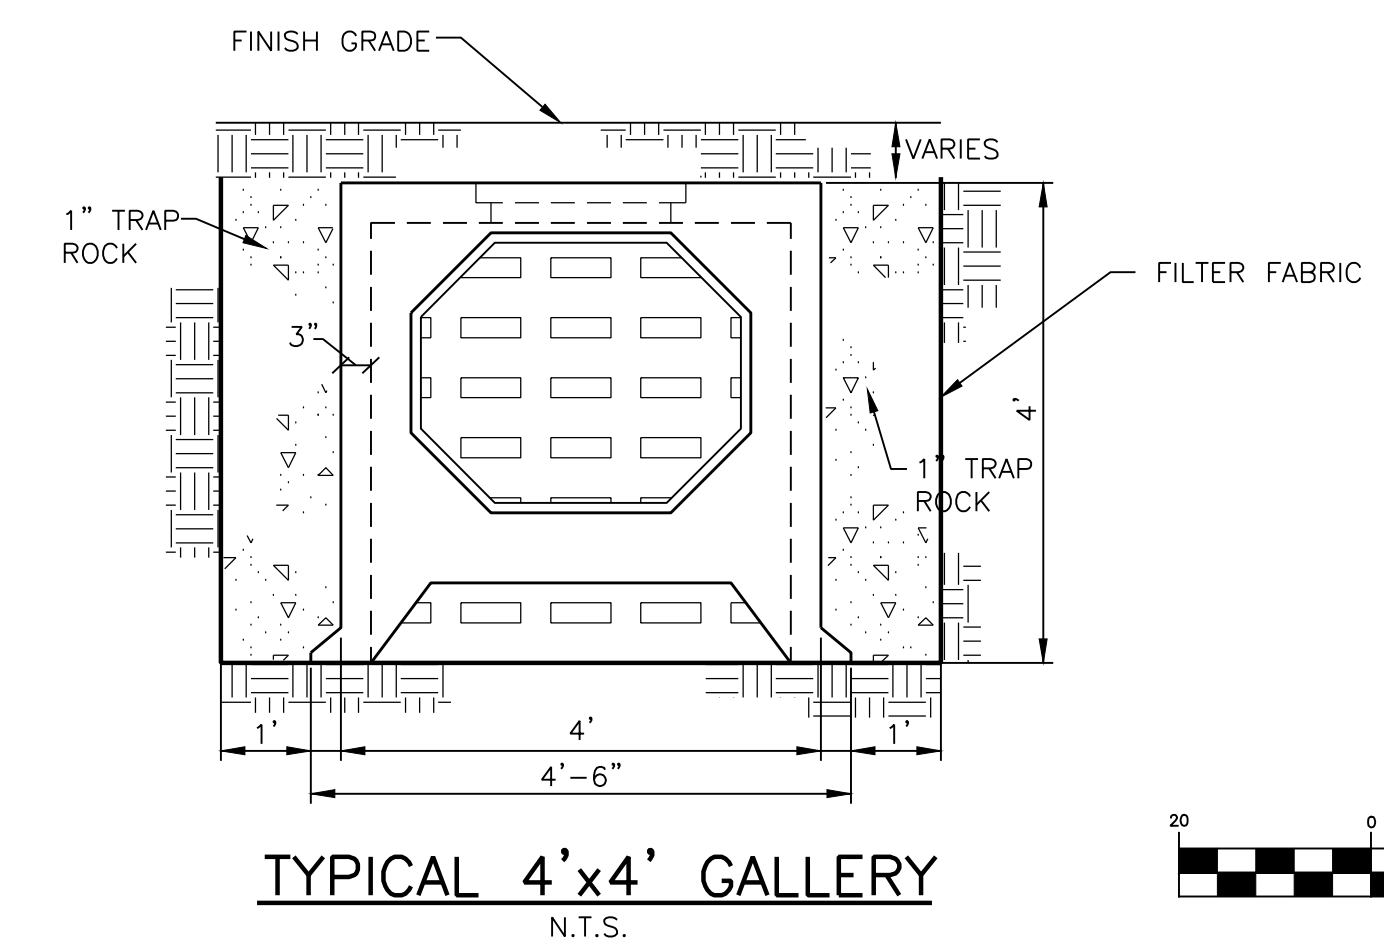 FINISH GRADE
VARIES
1" TRAP
ROCK
FILTER FABRIC
3"
4'
1" TRAP
ROCK
1'
4'
1'
4'-6"
20
0
TYPICAL 4'x4' GALLERY
N.T.S.